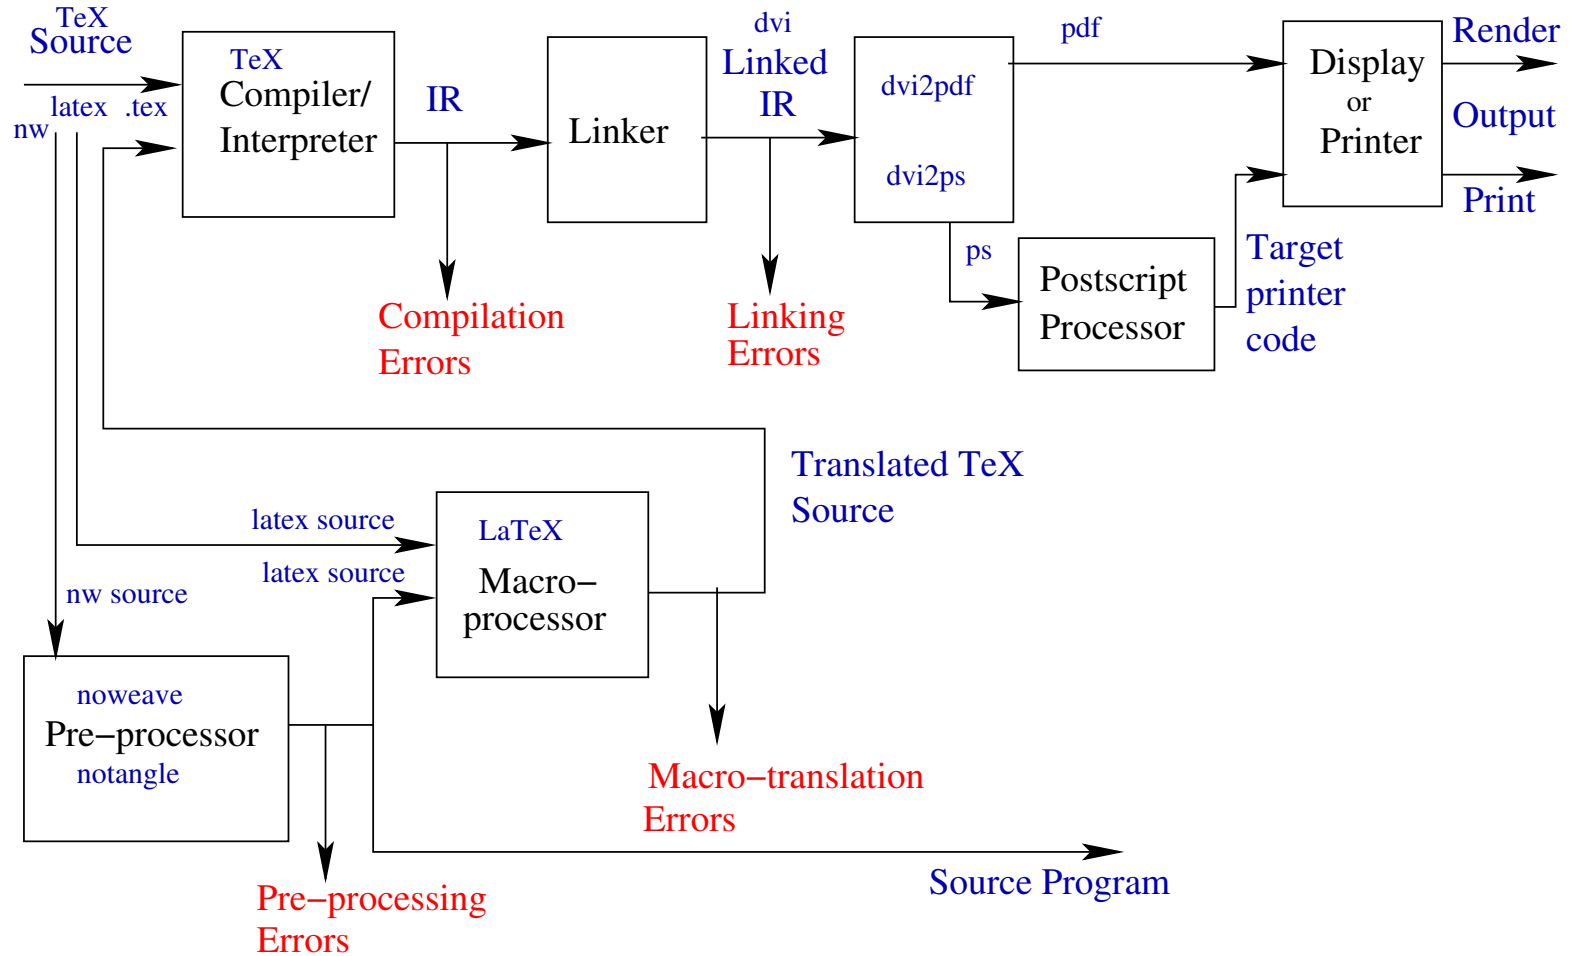 TeX
Source
latex .tex
nw
TeX
Compiler/
Interpreter
IR
Compilation
Errors
Linker
dvi
Linked
IR
Linking
Errors
dvi2pdf
dvi2ps
pdf
ps
Postscript
Processor
Target
printer
code
Display
or
Printer
Render
Output
Print
Translated TeX
Source
latex source
latex source
LaTeX
Macro−
processor
nw source
noweave
Pre−processor
notangle
Macro−translation
Errors
Pre−processing
Errors
Source Program